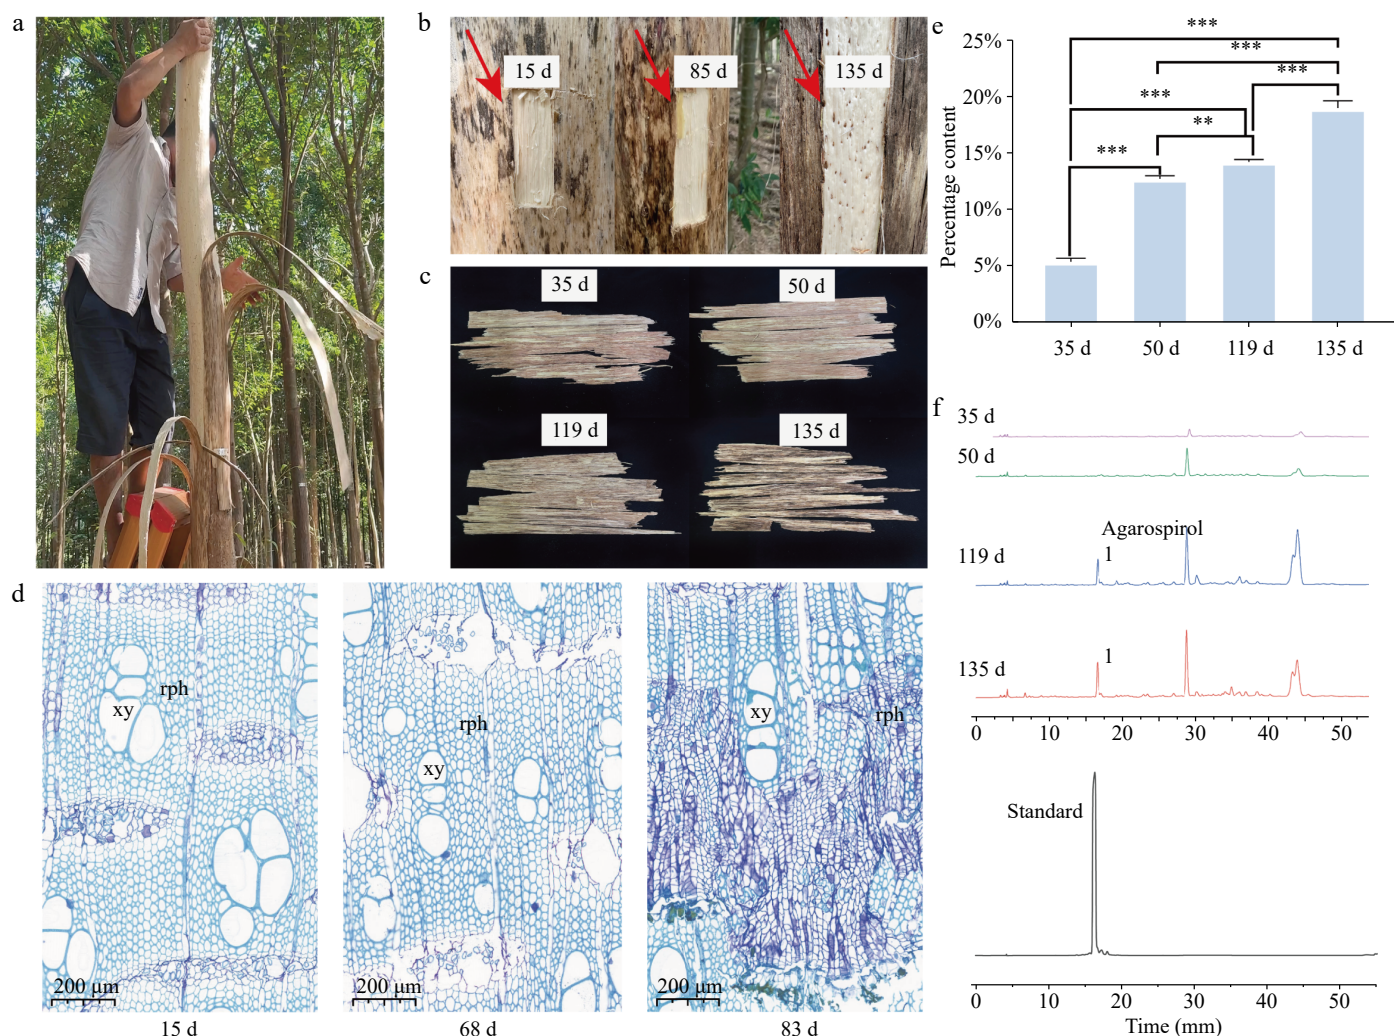 a
b
15 d
85 d
135 d
c
35 d
50 d
119 d
135 d
d
xy
rph
200 μm
15 d
rph
xy
200 μm
68 d
xy
rph
200 μm
83 d
e
Percentage content
25%
20%
15%
10%
5%
0%
***
***
***
***
**
***
35 d
50 d
119 d
135 d
f
35 d
50 d
Agarospirol
119 d
1
135 d
1
0 10 20 30 40 50
Standard
0 10 20 30 40 50
Time (mm)